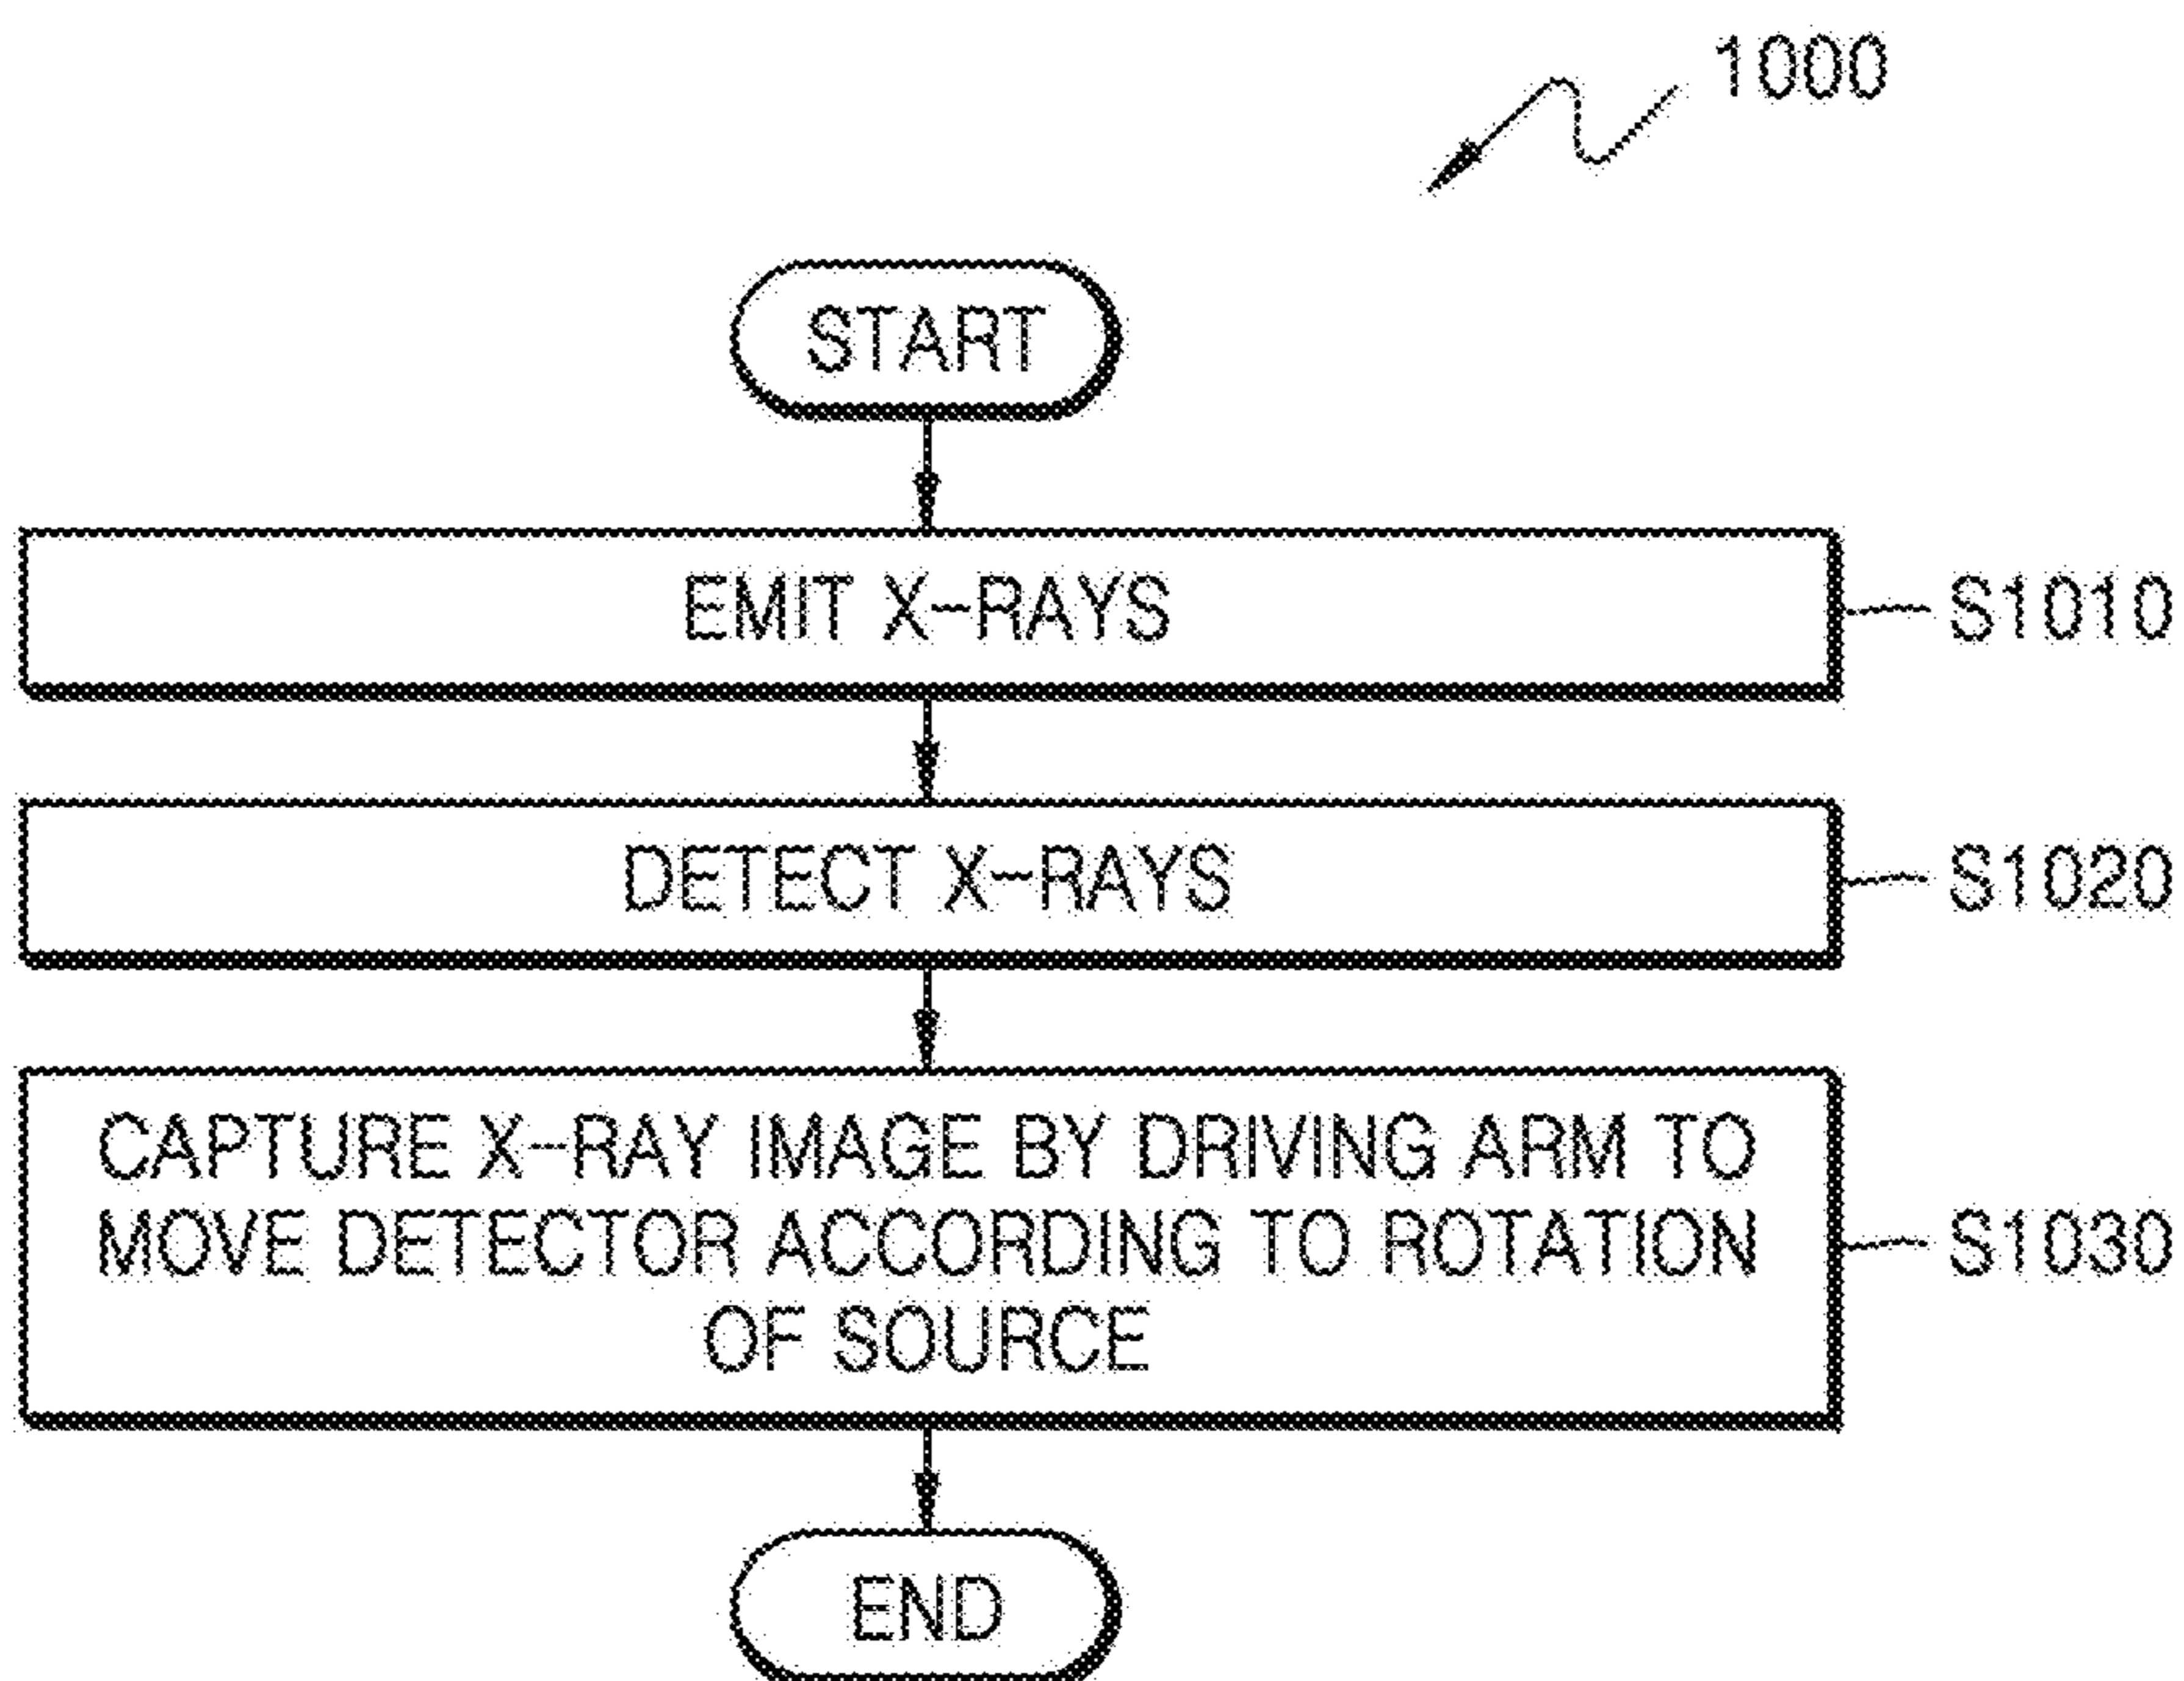 1000
START
EMIT X-RAYS
S1010
DETECT X-RAYS
S1020
CAPTURE X-RAY IMAGE BY DRIVING ARM TO
MOVE DETECTOR ACCORDING TO ROTATION
OF SOURCE
S1030
END